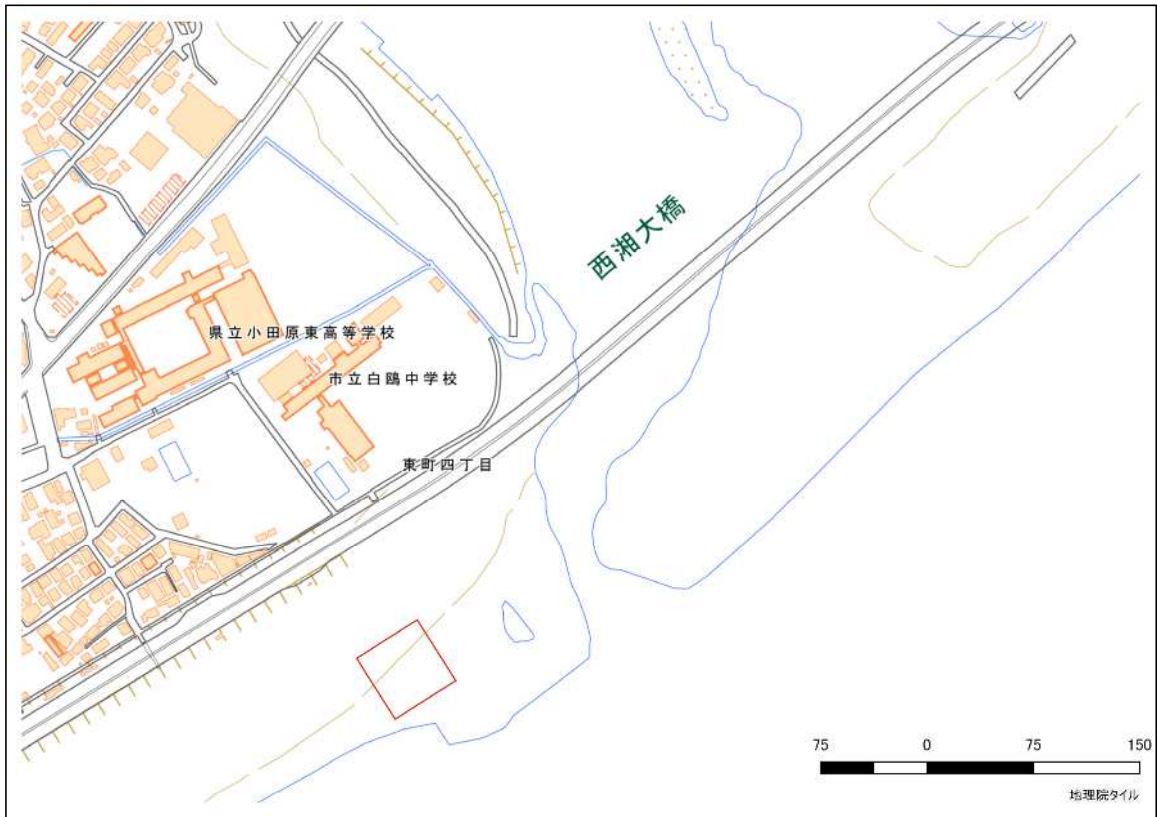 西湘大橋
県立小田原東高等学校
市立白鴎中学校
東町四丁目
75 0 75 150
地理院タイル